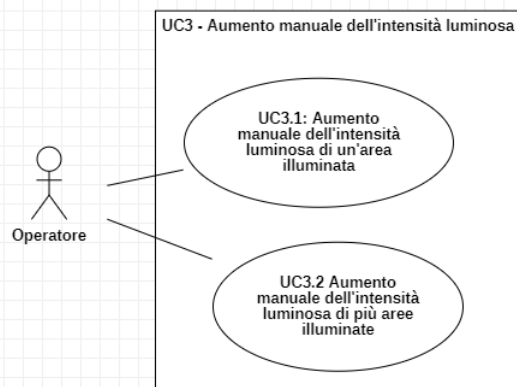 UC3 - Aumento manuale dell'intensità luminosa
UC3.1: Aumento
manuale dell'intensità
luminosa di un'area
illuminata
Operatore
UC3.2 Aumento
manuale dell'intensità
luminosa di più aree
illuminate